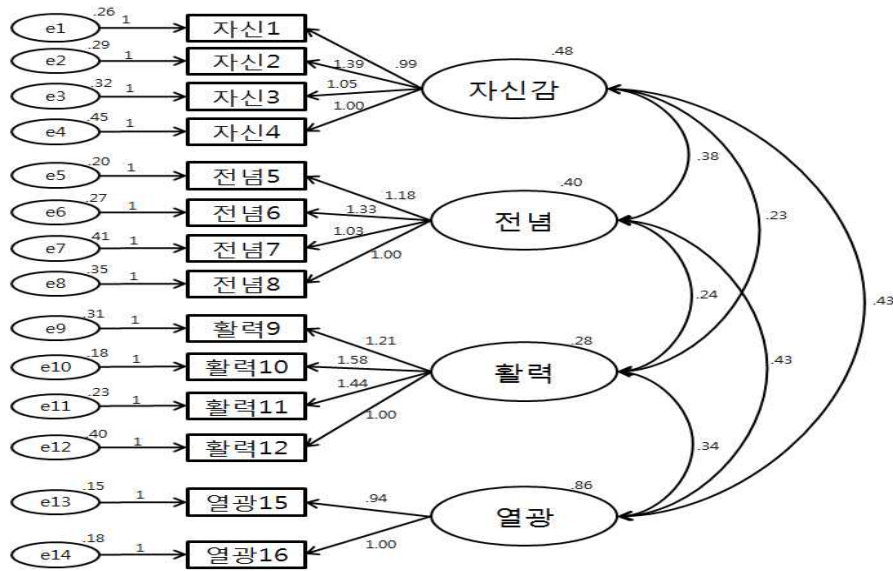 .26
e1 1 자신1
.29
e2 1 자신2
.32
e3 1 자신3
.45
e4 1 자신4
.99
1.39
1.05
1.00
.48
자신감
.20
e5 1 전념5
.27
e6 1 전념6
.41
e7 1 전념7
.35
e8 1 전념8
1.18
1.33
1.03
1.00
.40
전념
.31
e9 1 활력9
.18
e10 1 활력10
.23
e11 1 활력11
.40
e12 1 활력12
1.21
1.58
1.44
1.00
.28
활력
.15
e13 1 열광15
.18
e14 1 열광16
.94
1.00
.86
열광
.38
.23
.24
.43
.43
.34